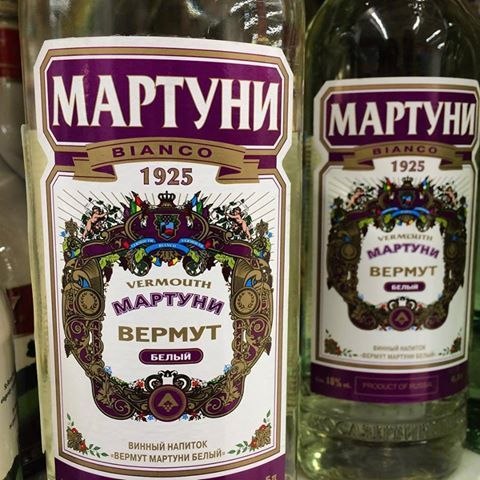 МАРТУНИ
BIANCO
1925
VERMOUTH
МАРТУНИ
ВЕРМУТ
БЕЛЫЙ
ВИННЫЙ НАПИТОК
«ВЕРМУТ МАРТУНИ БЕЛЫЙ»
МАРТУНИ
BIANCO
1925
VERMOUTH
МАРТУНИ
ВЕРМУТ
БЕЛЫЙ
ВИННЫЙ НАПИТОК
«ВЕРМУТ МАРТУНИ БЕЛЫЙ»
18%
PRODUCT OF RUSSIA